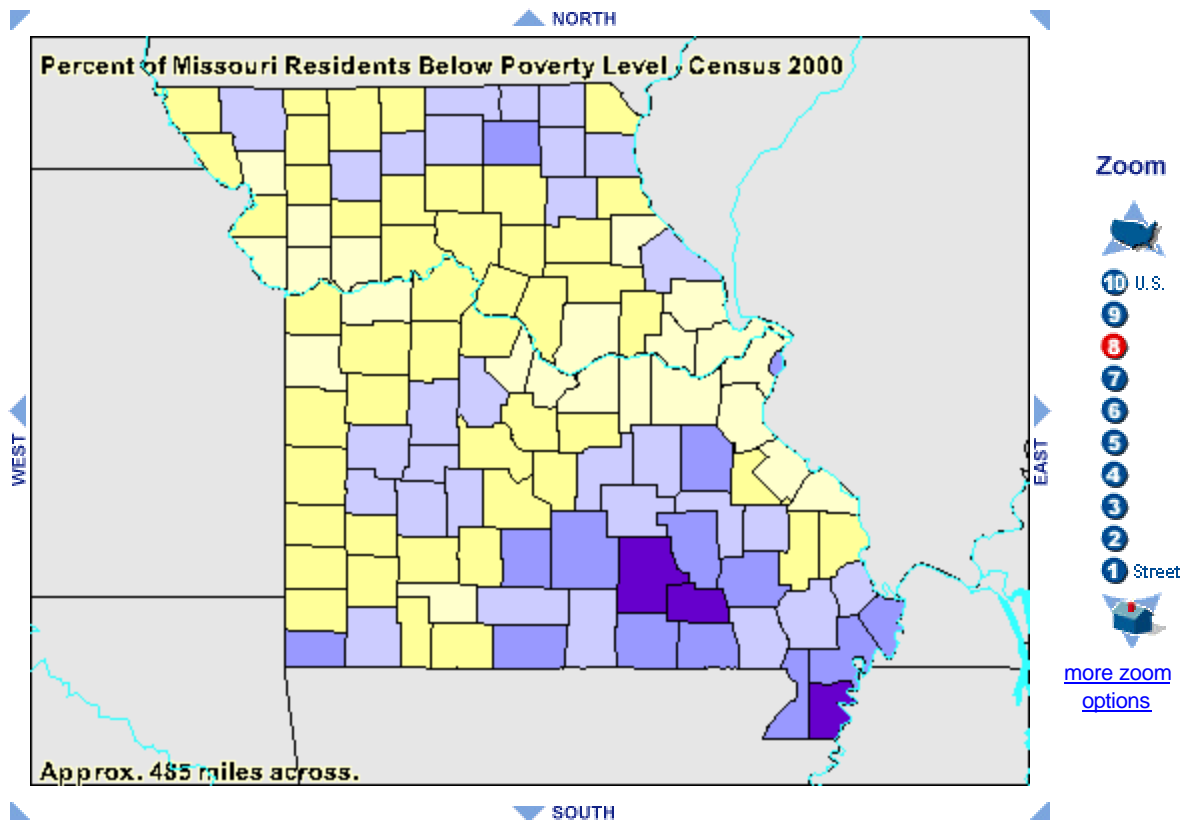 NORTH
Percent of Missouri Residents Below Poverty Level , Census 2000
Zoom
10 U.S.
9
8
7
6
5
4
3
2
1 Street
more zoom
options
WEST
EAST
Approx. 485 miles across.
SOUTH